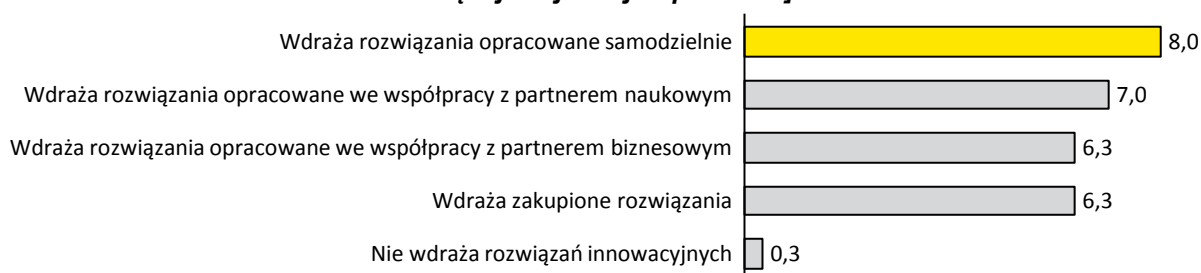 Wdraża rozwiązania opracowane samodzielnie 8,0
Wdraża rozwiązania opracowane we współpracy z partnerem naukowym 7,0
Wdraża rozwiązania opracowane we współpracy z partnerem biznesowym 6,3
Wdraża zakupione rozwiązania 6,3
Nie wdraża rozwiązań innowacyjnych 0,3